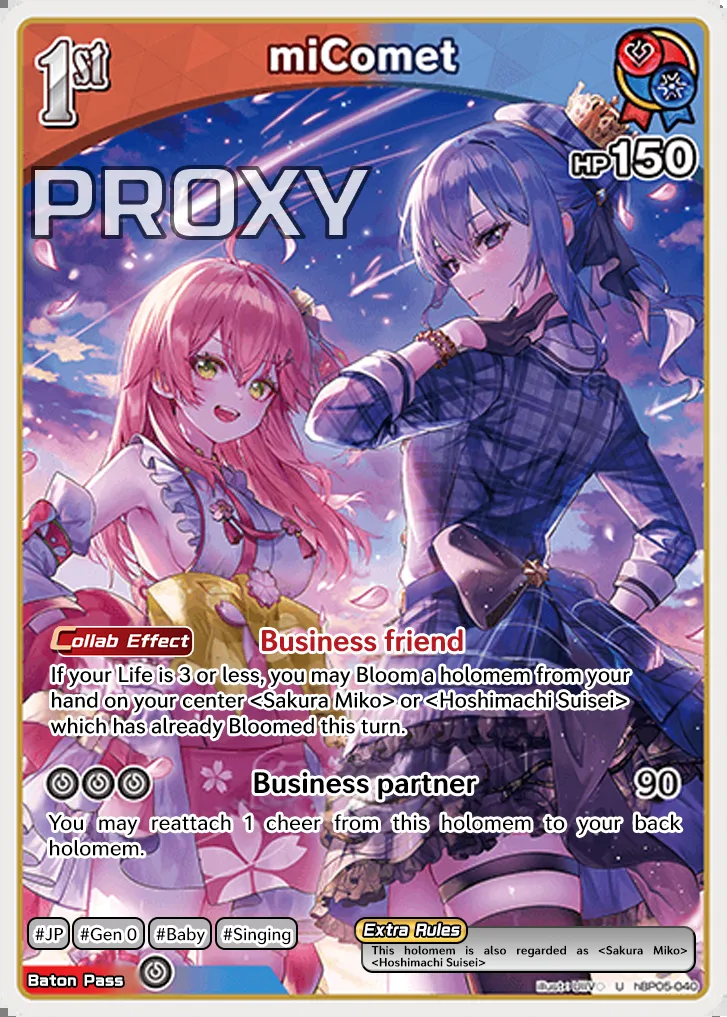 1st
miComet
HP150
PROXY
Collab Effect
Business friend
If your Life is 3 or less, you may Bloom a holomem from your
hand on your center <Sakura Miko> or <Hoshimachi Suisei>
which has already Bloomed this turn.
Business partner
90
You may reattach 1 cheer from this holomem to your back
holomem.
#JP #Gen 0 #Baby #Singing
Extra Rules
This holomem is also regarded as <Sakura Miko>
<Hoshimachi Suisei>
Baton Pass
U hBP05-040